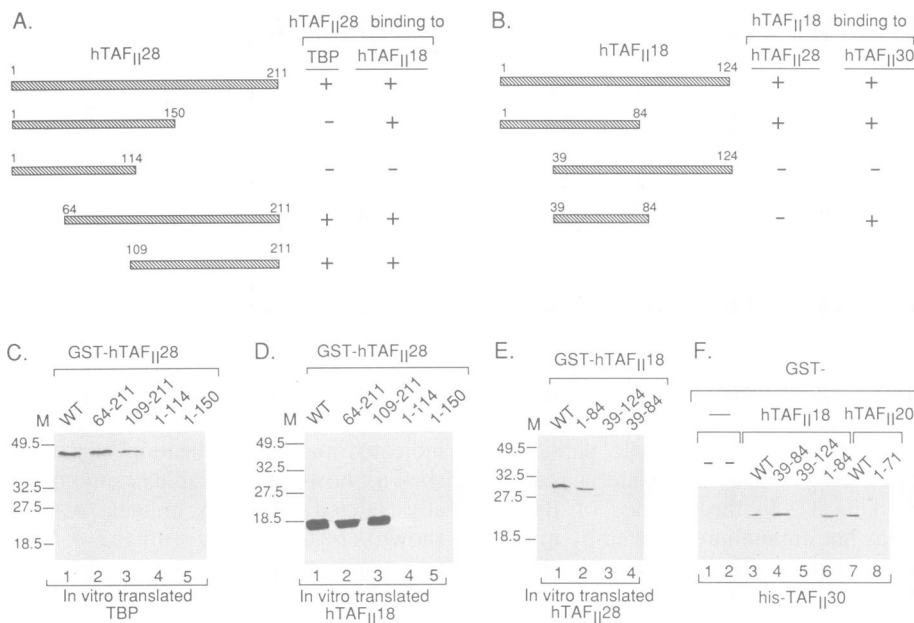 A.
hTAFII28
hTAFII28 binding to
TBP hTAFII18
1 211 + +
1 150 – +
1 114 – –
64 211 + +
109 211 + +
B.
hTAFII18
hTAFII18 binding to
hTAFII28 hTAFII30
1 124 + +
1 84 + +
39 124 – –
39 84 – +
C.
GST-hTAFII28
M WT 64-211 109-211 1-114 1-150
49.5
32.5
27.5
18.5
1 2 3 4 5
In vitro translated
TBP
D.
GST-hTAFII28
M WT 64-211 109-211 1-114 1-150
49.5
32.5
27.5
18.5
1 2 3 4 5
In vitro translated
hTAFII18
E.
GST-hTAFII18
M WT 1-84 39-124 39-84
49.5
32.5
27.5
18.5
1 2 3 4
In vitro translated
hTAFII28
F.
GST-
— hTAFII18 hTAFII20
– – WT 39-84 39-124 1-84 WT 1-71
1 2 3 4 5 6 7 8
his-TAFII30